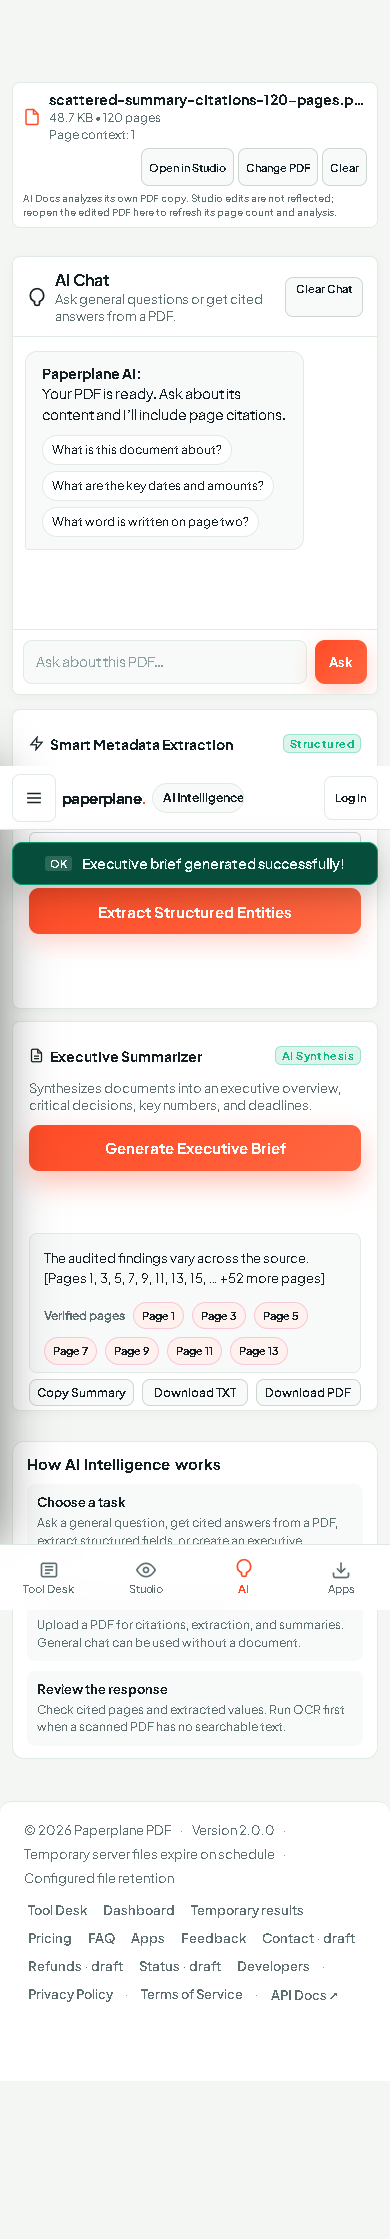 scattered-summary-citations-120-pages.p...
48.7 KB • 120 pages
Page context: 1
Open in Studio Change PDF Clear
AI Docs analyzes its own PDF copy. Studio edits are not reflected;
reopen the edited PDF here to refresh its page count and analysis.
AI Chat
Ask general questions or get cited
answers from a PDF.
Clear Chat
Paperplane AI:
Your PDF is ready. Ask about its
content and I'll include page citations.
What is this document about?
What are the key dates and amounts?
What word is written on page two?
Ask about this PDF...
Ask
Smart Metadata Extraction
Structured
paperplane.
AI Intelligence
Log in
OK Executive brief generated successfully!
Extract Structured Entities
Executive Summarizer
AI Synthesis
Synthesizes documents into an executive overview,
critical decisions, key numbers, and deadlines.
Generate Executive Brief
The audited findings vary across the source.
[Pages 1, 3, 5, 7, 9, 11, 13, 15, ... +52 more pages]
Verified pages Page 1 Page 3 Page 5
Page 7 Page 9 Page 11 Page 13
Copy Summary Download TXT Download PDF
How AI Intelligence works
Choose a task
Ask a general question, get cited answers from a PDF,
extract structured fields, or create an executive
Tool Desk Studio AI Apps
Upload a PDF for citations, extraction, and summaries.
General chat can be used without a document.
Review the response
Check cited pages and extracted values. Run OCR first
when a scanned PDF has no searchable text.
© 2026 Paperplane PDF · Version 2.0.0 ·
Temporary server files expire on schedule ·
Configured file retention
Tool Desk Dashboard Temporary results
Pricing FAQ Apps Feedback Contact · draft
Refunds · draft Status · draft Developers ·
Privacy Policy · Terms of Service · API Docs ↗